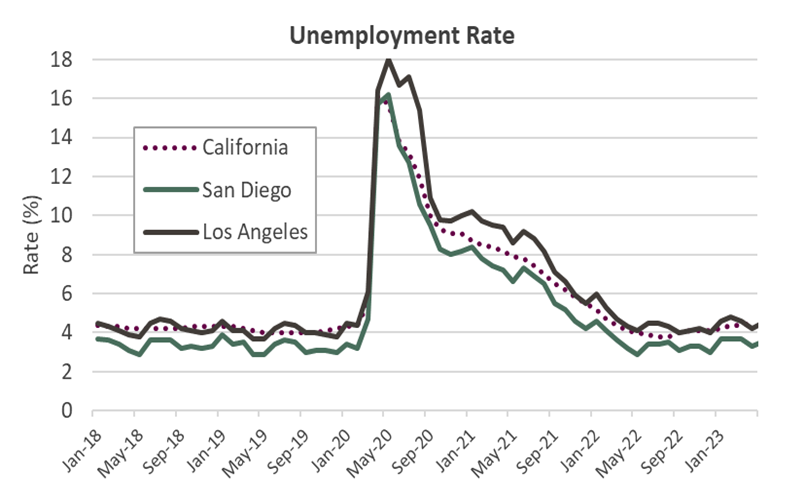 Unemployment Rate
18
16
14
12
10
8
6
4
2
0
Rate (%)
California
San Diego
Los Angeles
Jan-18
May-18
Sep-18
Jan-19
May-19
Sep-19
Jan-20
May-20
Sep-20
Jan-21
May-21
Sep-21
Jan-22
May-22
Sep-22
Jan-23